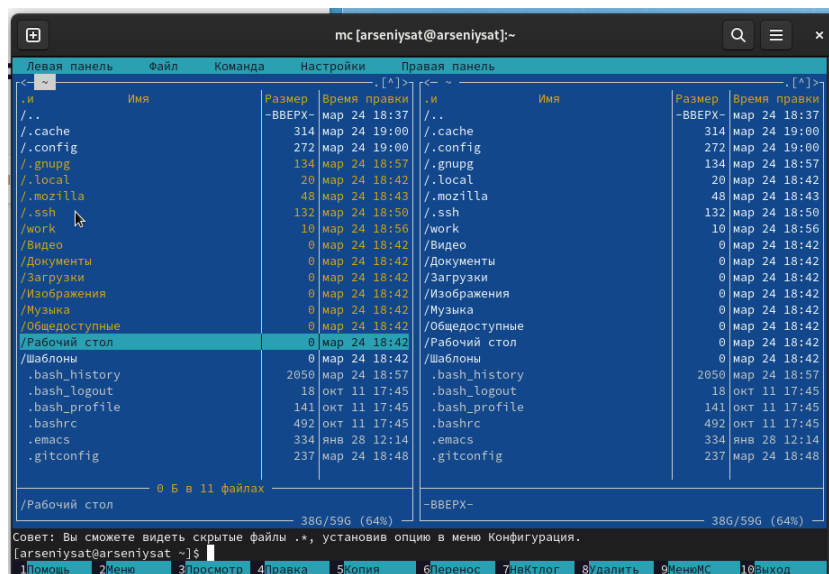 mc [arseniysat@arseniysat]:~
Левая панель Файл Команда Настройки Правая панель
<— ~ .[^]> <— ~ .[^]>
.и Имя Размер Время правки .и Имя Размер Время правки
/.. -ВВЕРХ- мар 24 18:37 /.. -ВВЕРХ- мар 24 18:37
/.cache 314 мар 24 19:00 /.cache 314 мар 24 19:00
/.config 272 мар 24 19:00 /.config 272 мар 24 19:00
/.gnupg 134 мар 24 18:57 /.gnupg 134 мар 24 18:57
/.local 20 мар 24 18:42 /.local 20 мар 24 18:42
/.mozilla 48 мар 24 18:43 /.mozilla 48 мар 24 18:43
/.ssh 132 мар 24 18:50 /.ssh 132 мар 24 18:50
/work 10 мар 24 18:56 /work 10 мар 24 18:56
/Видео 0 мар 24 18:42 /Видео 0 мар 24 18:42
/Документы 0 мар 24 18:42 /Документы 0 мар 24 18:42
/Загрузки 0 мар 24 18:42 /Загрузки 0 мар 24 18:42
/Изображения 0 мар 24 18:42 /Изображения 0 мар 24 18:42
/Музыка 0 мар 24 18:42 /Музыка 0 мар 24 18:42
/Общедоступные 0 мар 24 18:42 /Общедоступные 0 мар 24 18:42
/Рабочий стол 0 мар 24 18:42 /Рабочий стол 0 мар 24 18:42
/Шаблоны 0 мар 24 18:42 /Шаблоны 0 мар 24 18:42
.bash_history 2050 мар 24 18:57 .bash_history 2050 мар 24 18:57
.bash_logout 18 окт 11 17:45 .bash_logout 18 окт 11 17:45
.bash_profile 141 окт 11 17:45 .bash_profile 141 окт 11 17:45
.bashrc 492 окт 11 17:45 .bashrc 492 окт 11 17:45
.emacs 334 янв 28 12:14 .emacs 334 янв 28 12:14
.gitconfig 237 мар 24 18:48 .gitconfig 237 мар 24 18:48
0 Б в 11 файлах
/Рабочий стол -ВВЕРХ-
38G/59G (64%) 38G/59G (64%)
Совет: Вы сможете видеть скрытые файлы .*, установив опцию в меню Конфигурация.
[arseniysat@arseniysat ~]$
1Помощь 2Меню 3Просмотр 4Правка 5Копия 6Перенос 7НвКтлог 8Удалить 9МенюMC 10Выход